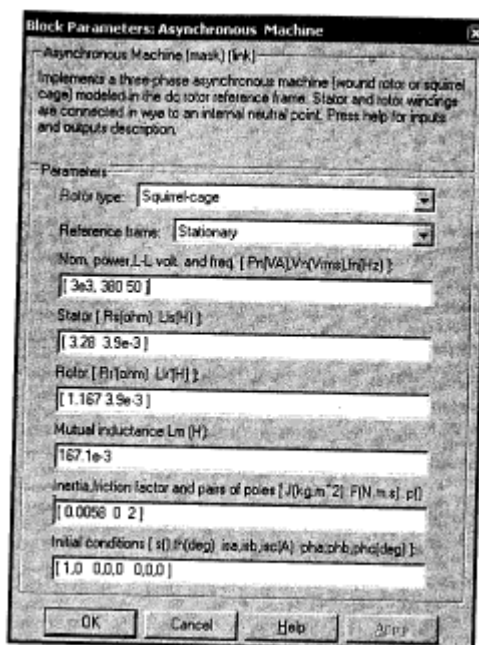 Block Parameters: Asynchronous Machine
Asynchronous Machine (mask) (link)
Implements a three-phase asynchronous machine (wound rotor or squirrel
cage) modeled in the dq rotor reference frame. Stator and rotor windings
are connected in wye to an internal neutral point. Press help for inputs
and outputs description.
Parameters
Rotor type: Squirrel-cage
Reference frame: Stationary
Nom. power,L-L volt. and freq. [ Pn(VA),Vn(Vrms),fn(Hz) ]:
[ 3e3, 380 50 ]
Stator [ Rs(ohm) Lls(H) ]:
[ 3.28 3.9e-3 ]
Rotor [ Rr'(ohm) Llr'(H) ]:
[ 1.167 3.9e-3 ]
Mutual inductance Lm (H):
167.1e-3
Inertia,friction factor and pairs of poles [ J(kg.m^2) F(N.m.s) p() ]
[ 0.0058 0 2 ]
Initial conditions [ s() th(deg) isa,isb,isc(A) pha,phb,phc(deg) ]:
[ 1,0 0,0,0 0,0,0 ]
OK Cancel Help Apply